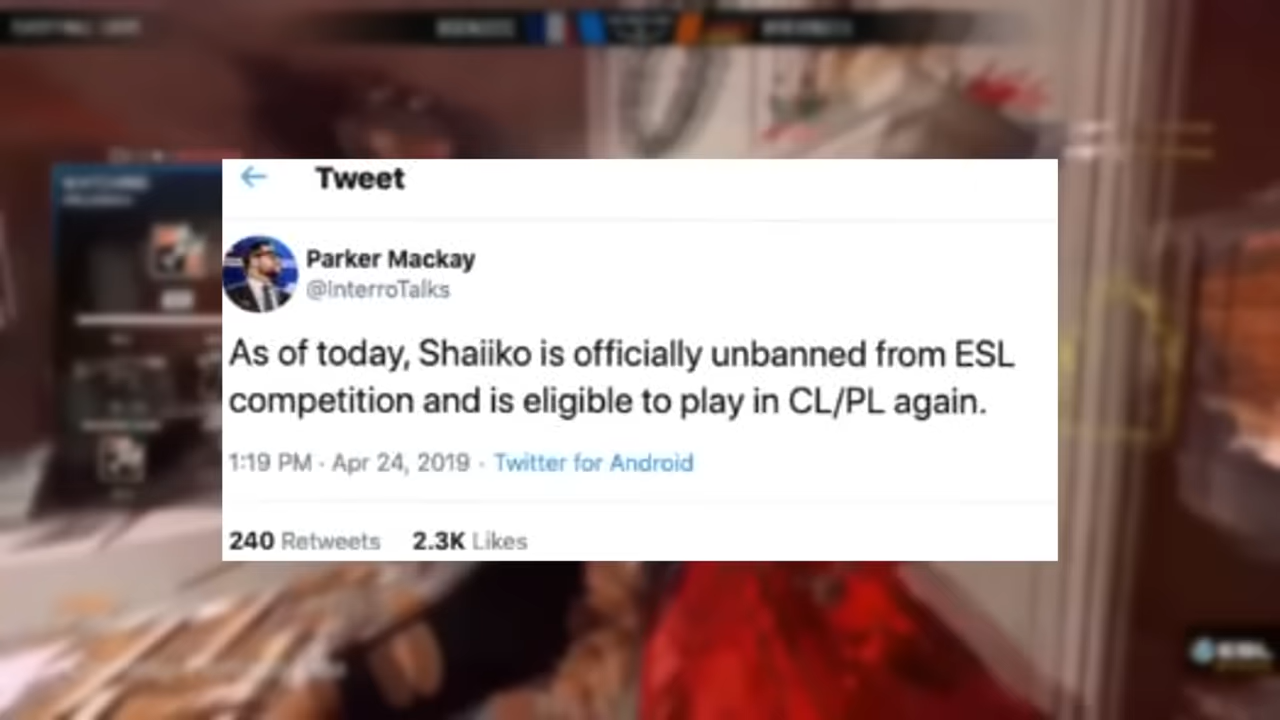 Tweet
Parker Mackay
@InterroTalks
As of today, Shaiiko is officially unbanned from ESL
competition and is eligible to play in CL/PL again.
1:19 PM · Apr 24, 2019 · Twitter for Android
240 Retweets 2.3K Likes
ESL